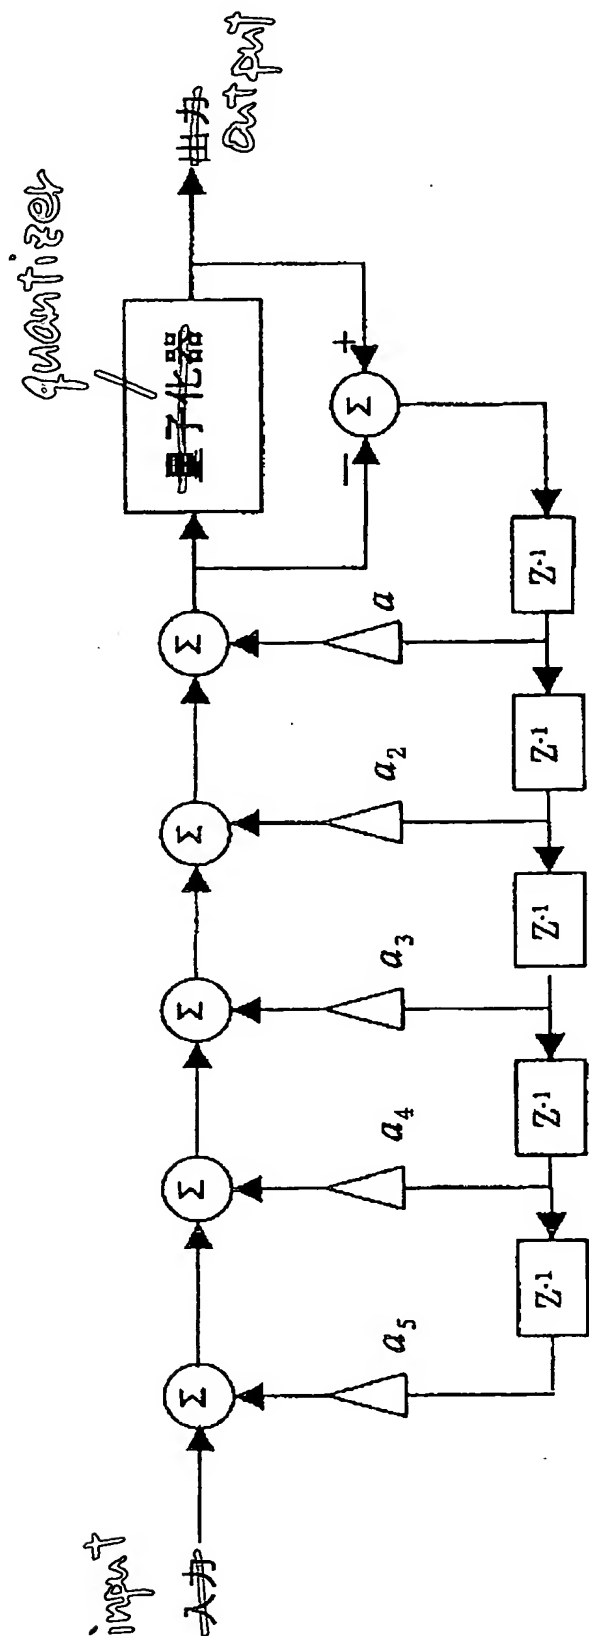 input
入力
Σ
Σ
Σ
Σ
Σ
quantizer
量子化器
output
出力
+
−
Σ
a5
a4
a3
a2
a
Z-1
Z-1
Z-1
Z-1
Z-1